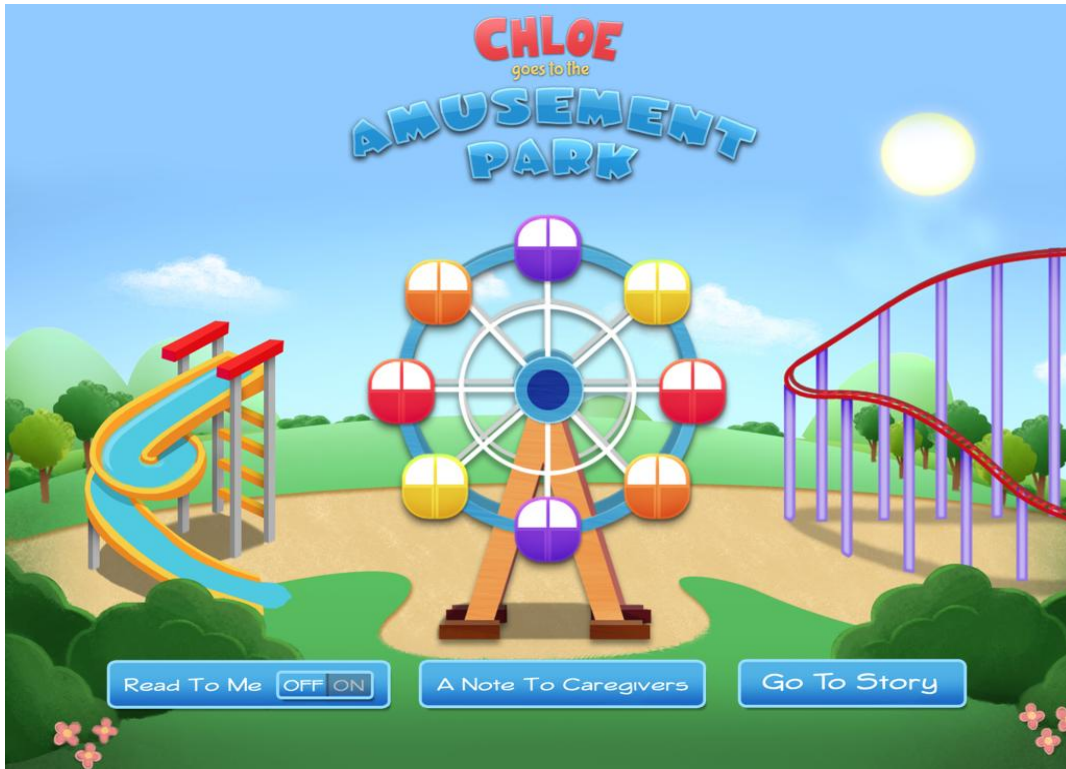 CHLOE
goes to the
AMUSEMENT
PARK
Read To Me OFF ON
A Note To Caregivers
Go To Story